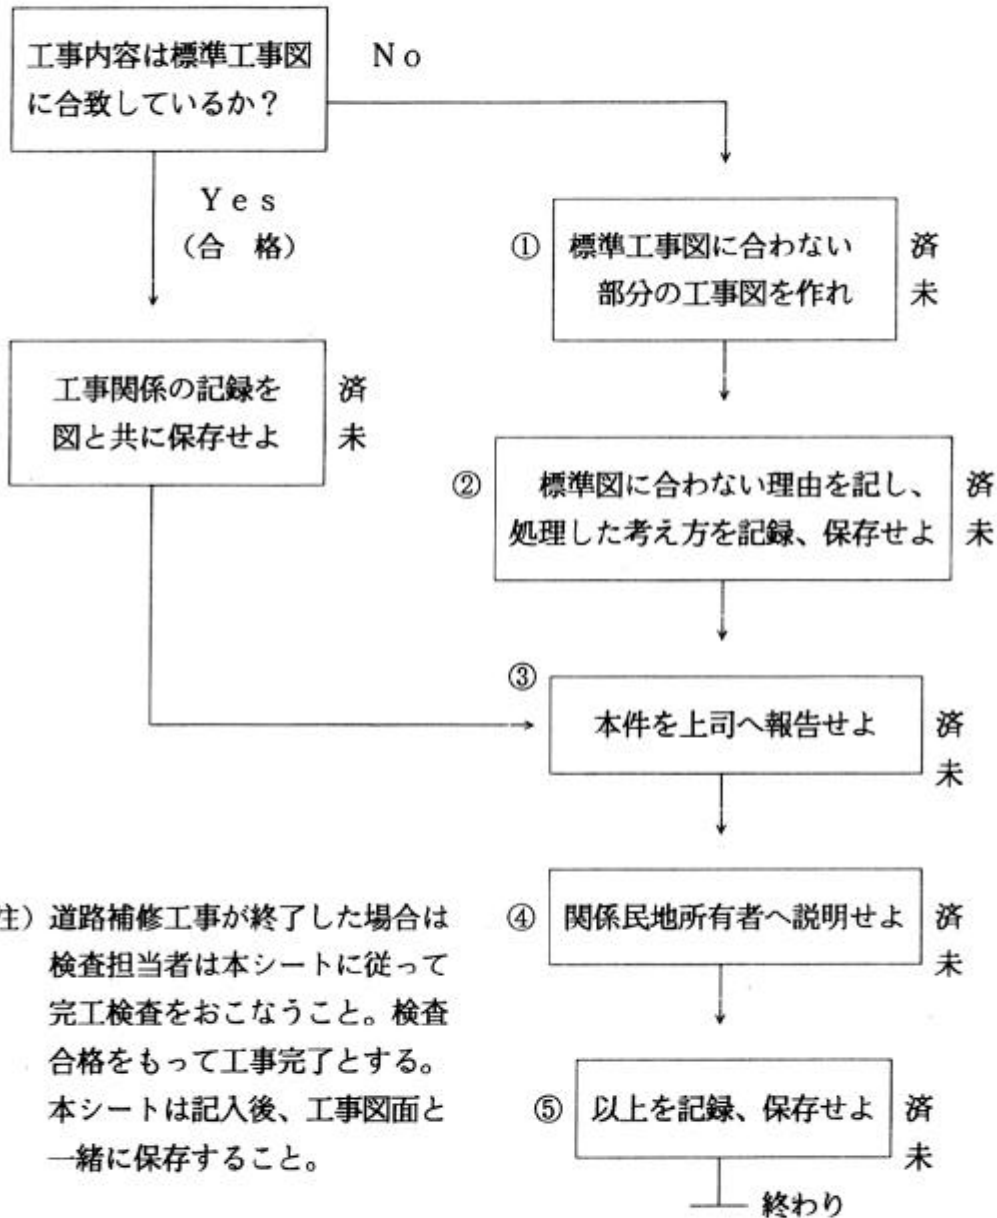 工事内容は標準工事図
に合致しているか？
No
Yes
（合 格）
① 標準工事図に合わない
部分の工事図を作れ
済
未
工事関係の記録を
図と共に保存せよ
済
未
② 標準図に合わない理由を記し、
処理した考え方を記録、保存せよ
済
未
③
本件を上司へ報告せよ
済
未
④ 関係民地所有者へ説明せよ
済
未
注）道路補修工事が終了した場合は
検査担当者は本シートに従って
完工検査をおこなうこと。検査
合格をもって工事完了とする。
本シートは記入後、工事図面と
一緒に保存すること。
⑤ 以上を記録、保存せよ
済
未
終わり